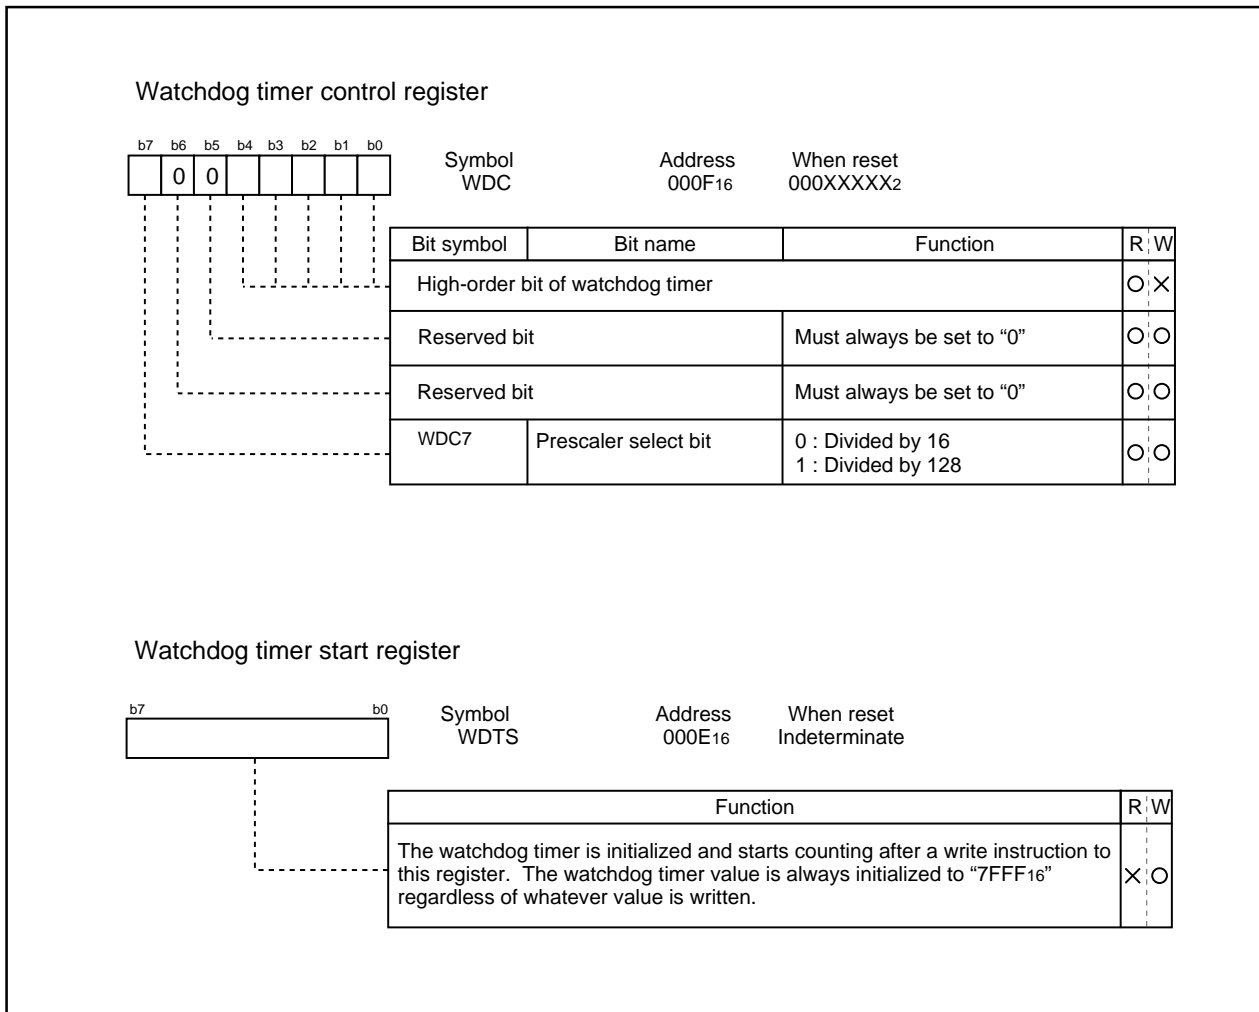 Watchdog timer control register
b7 b6 b5 b4 b3 b2 b1 b0
0 0
Symbol Address When reset
WDC 000F16 000XXXXX2
Bit symbol Bit name Function R W
High-order bit of watchdog timer
Reserved bit Must always be set to “0”
Reserved bit Must always be set to “0”
WDC7 Prescaler select bit 0 : Divided by 16
1 : Divided by 128
Watchdog timer start register
b7 b0
Symbol Address When reset
WDTS 000E16 Indeterminate
Function R W
The watchdog timer is initialized and starts counting after a write instruction to
this register. The watchdog timer value is always initialized to “7FFF16”
regardless of whatever value is written.